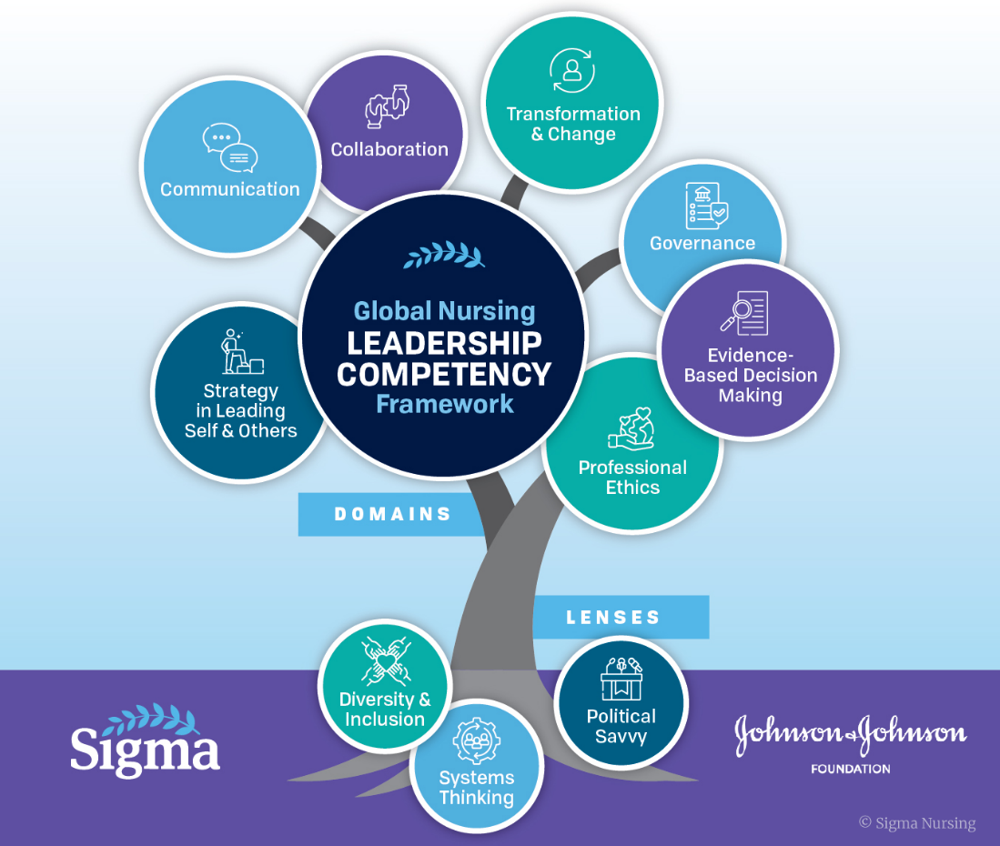 Transformation
& Change
Collaboration
Communication
Governance
Global Nursing
LEADERSHIP
COMPETENCY
Framework
Evidence-
Based Decision
Making
Strategy
in Leading
Self & Others
Professional
Ethics
DOMAINS
LENSES
Diversity &
Inclusion
Political
Savvy
Systems
Thinking
Sigma
Johnson & Johnson
FOUNDATION
© Sigma Nursing